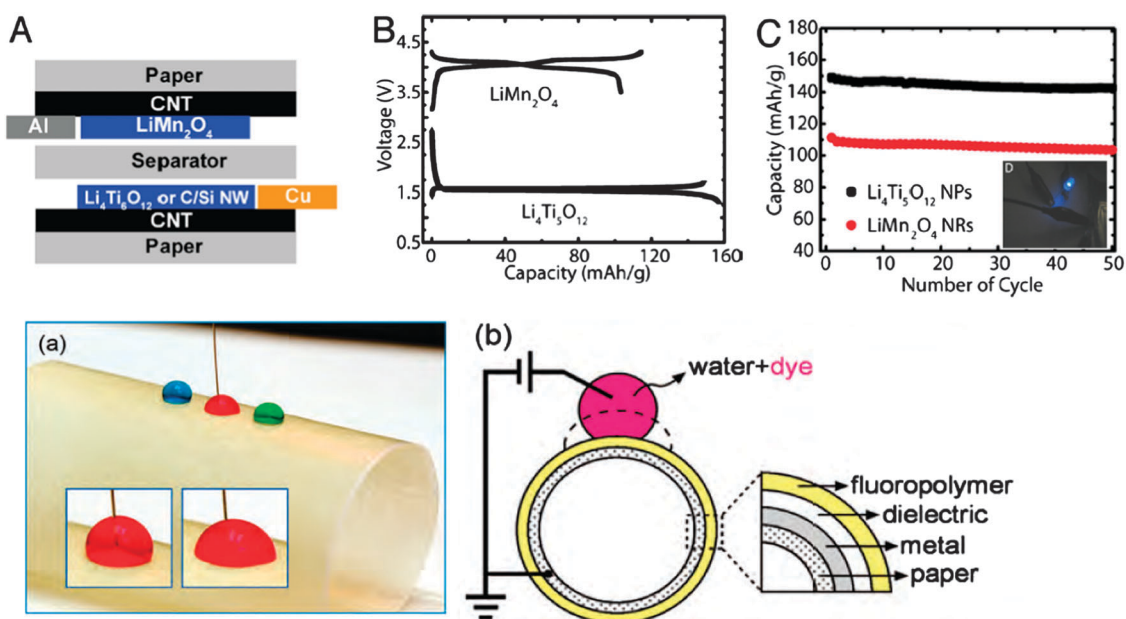 A
Paper
CNT
Al
LiMn₂O₄
Separator
Li₄Ti₅O₁₂ or C/Si NW
Cu
CNT
Paper
B
4.5
3.5
2.5
1.5
0.5
Voltage (V)
LiMn₂O₄
Li₄Ti₅O₁₂
0 40 80 120 160
Capacity (mAh/g)
C
180
160
140
120
100
80
60
40
Capacity (mAh/g)
D
Li₄Ti₅O₁₂ NPs
LiMn₂O₄ NRs
0 10 20 30 40 50
Number of Cycle
(a)
(b)
water+dye
fluoropolymer
dielectric
metal
paper